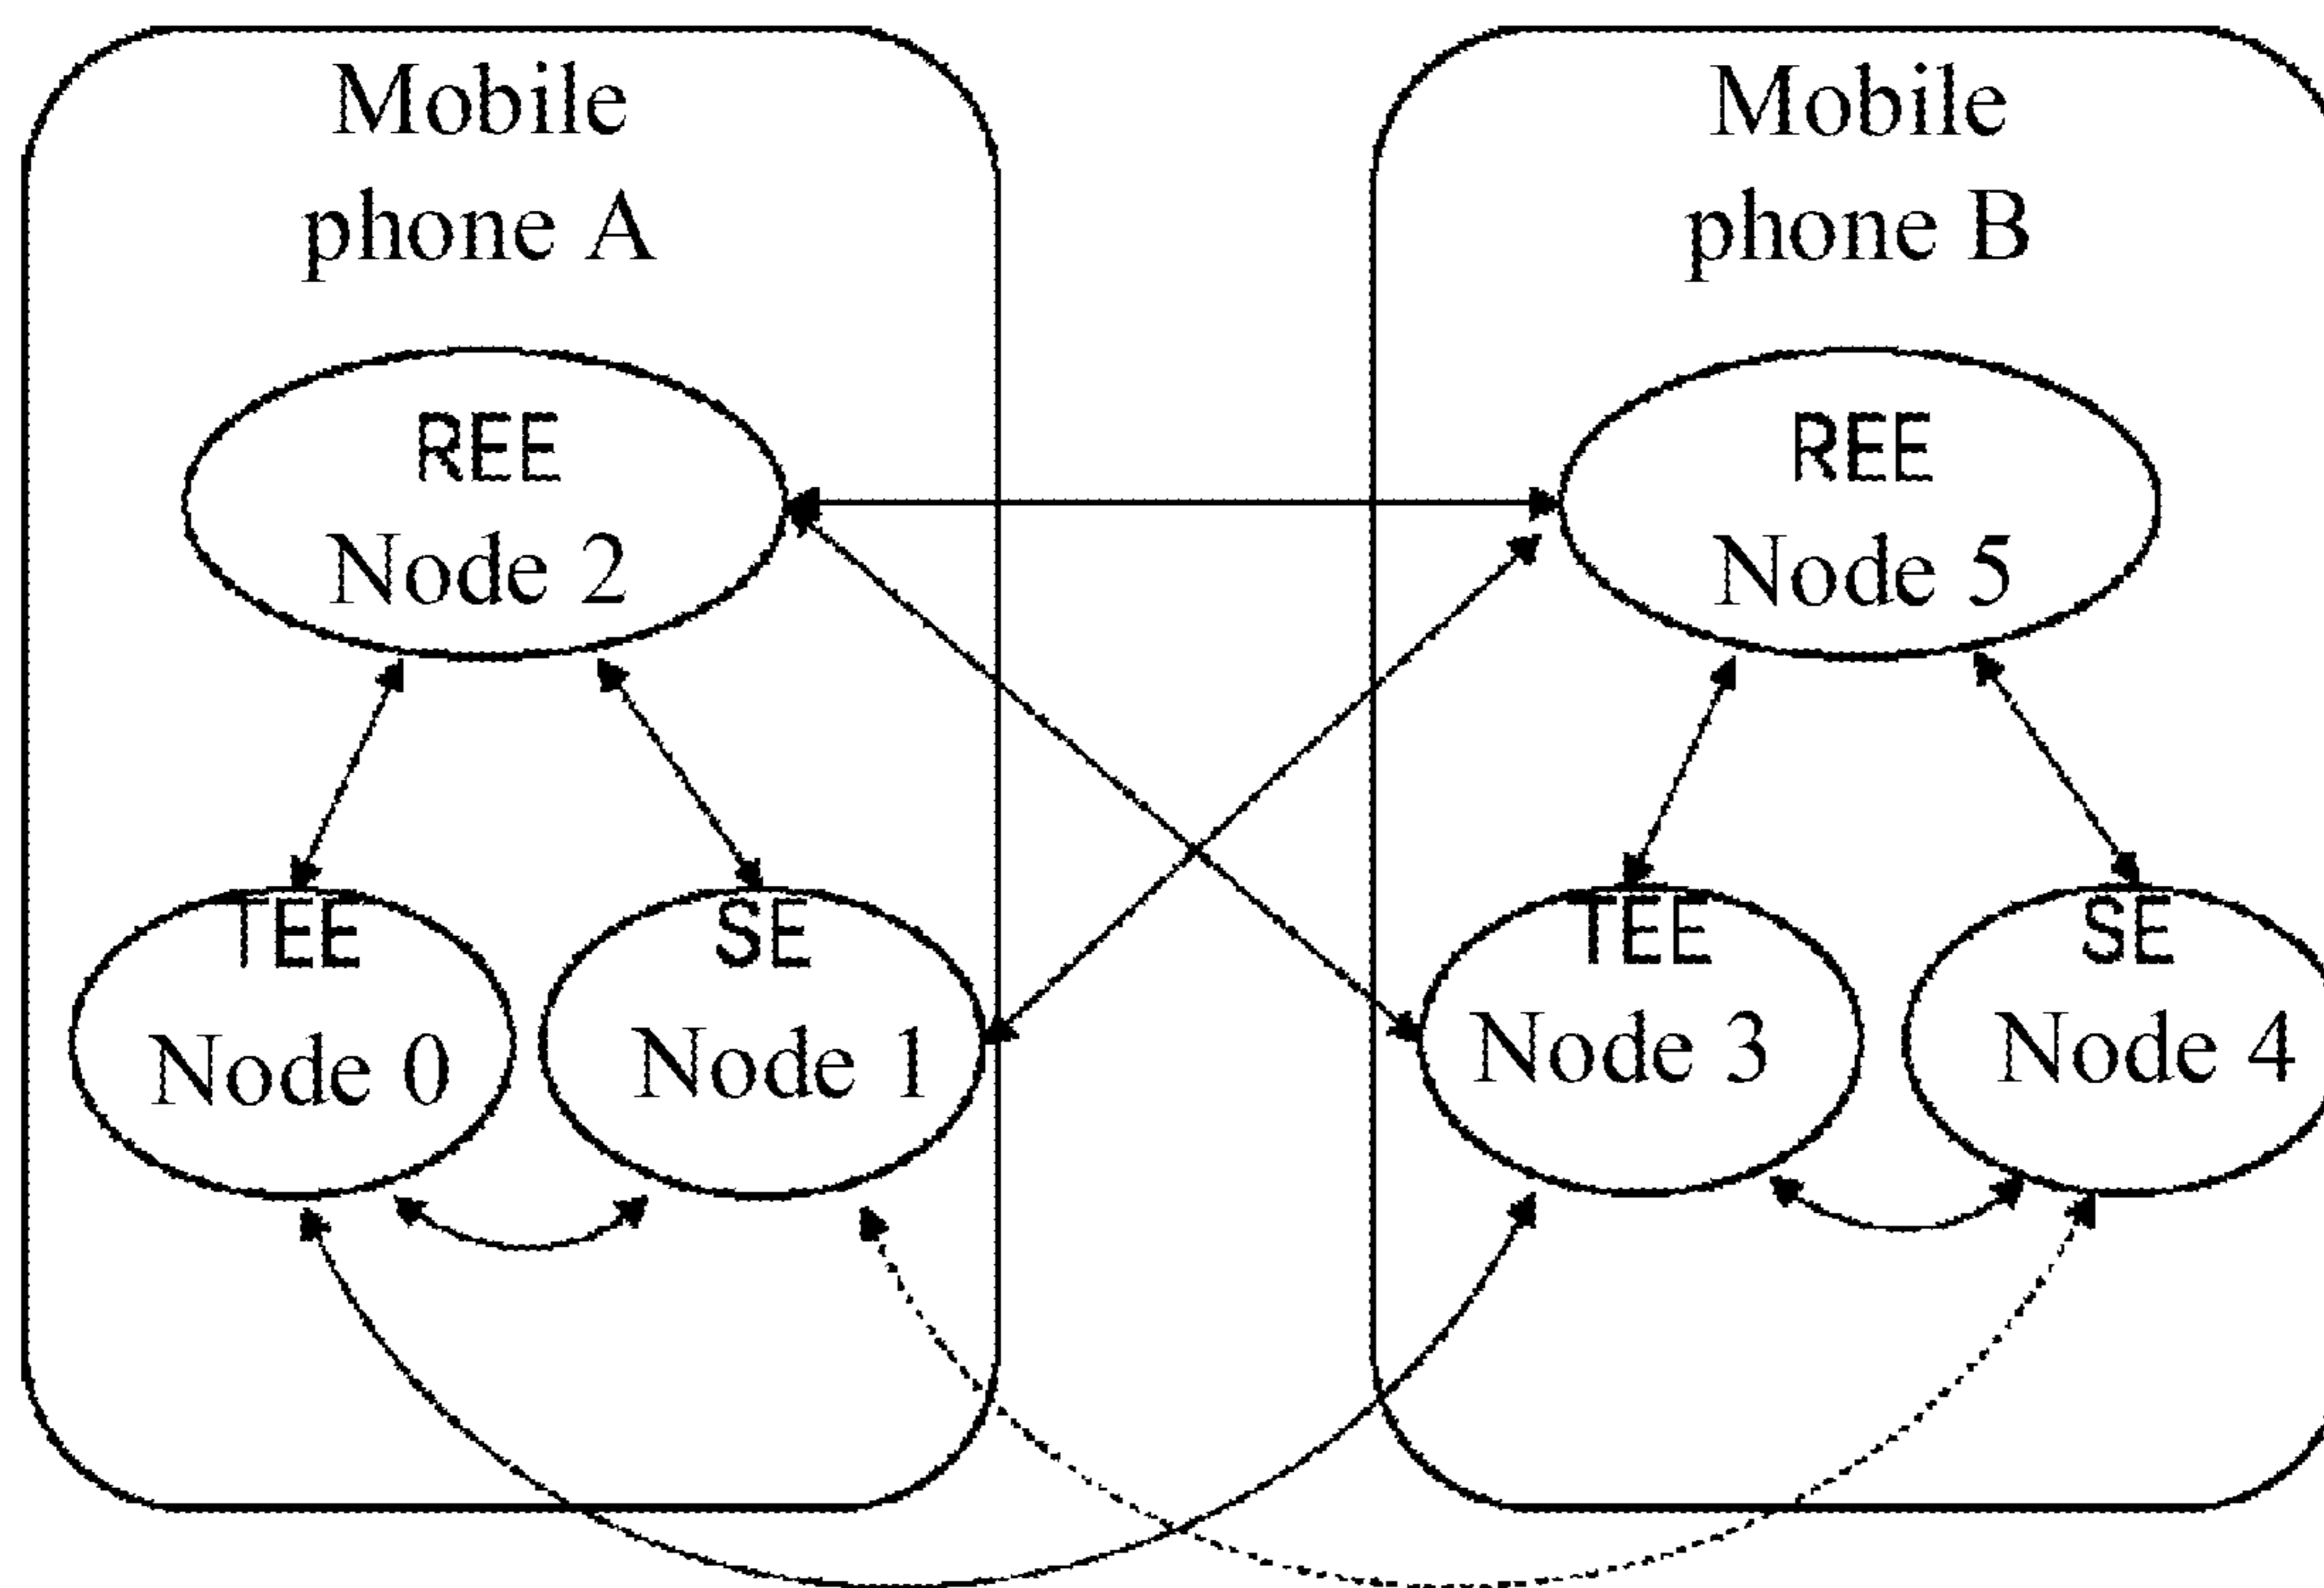 Mobile
phone A
REE
Node 2
TEE
Node 0
SE
Node 1
Mobile
phone B
REE
Node 5
TEE
Node 3
SE
Node 4